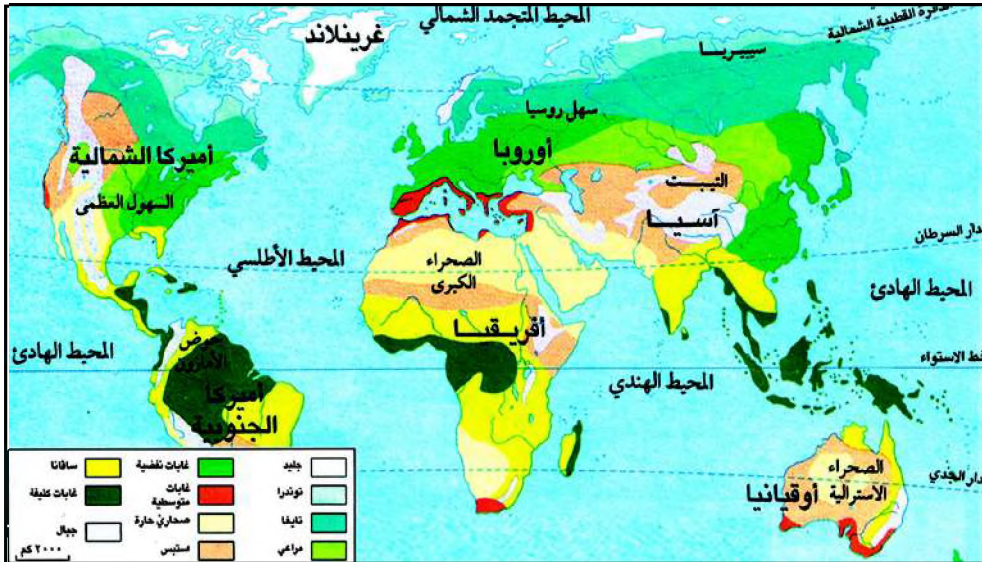 المحيط المتجمد الشمالي
الدائرة القطبية الشمالية
غرينلاند
سيبيريا
سهل روسيا
أميركا الشمالية
أوروبا
السهول العظمى
التيبت
آسيا
مدار السرطان
المحيط الأطلسي
الصحراء
الكبرى
المحيط الهادئ
أفريقيا
حوض
الأمازون
المحيط الهادئ
خط الاستواء
المحيط الهندي
أميركا
الجنوبية
الصحراء
الاسترالية
أوقيانيا
مدار الجدي
جليد
غابات نفضية
سافانا
توندرا
غابات
متوسطية
غابات كثيفة
تايغا
صحاري حارة
جبال
مراعي
ستبس
٢٠٠٠ كم